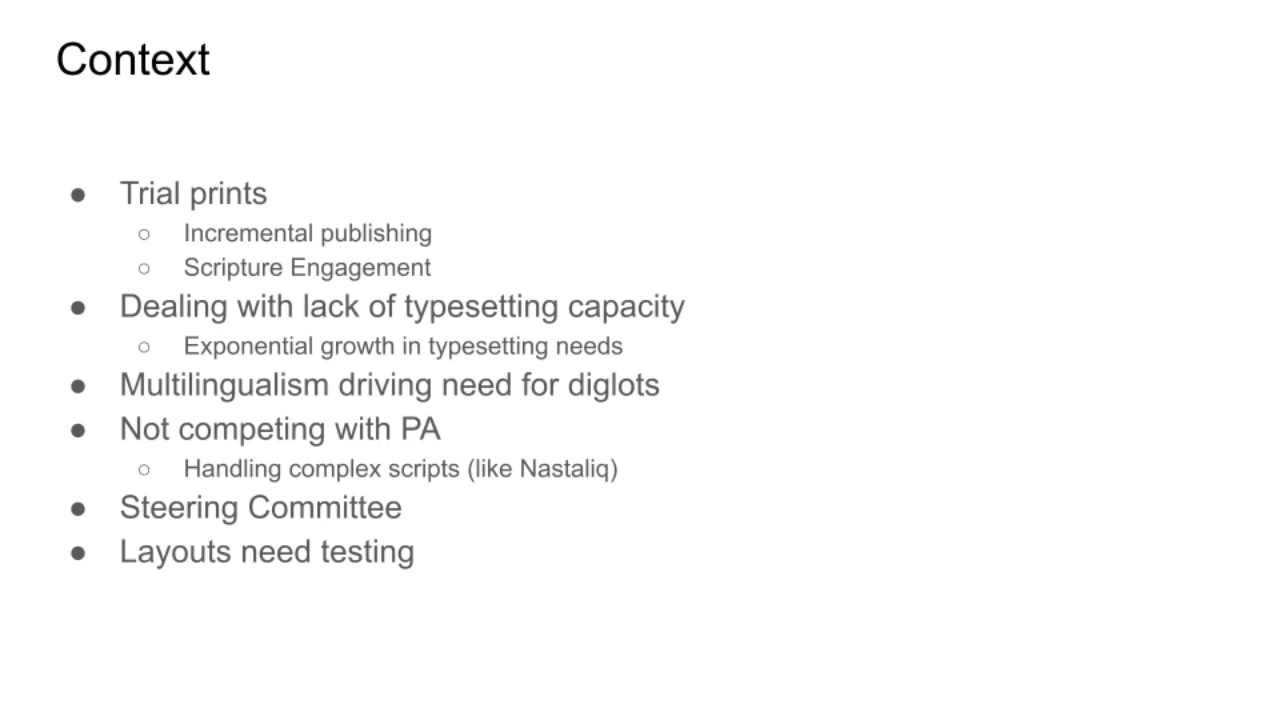 Context
● Trial prints
○ Incremental publishing
○ Scripture Engagement
● Dealing with lack of typesetting capacity
○ Exponential growth in typesetting needs
● Multilingualism driving need for diglots
● Not competing with PA
○ Handling complex scripts (like Nastaliq)
● Steering Committee
● Layouts need testing